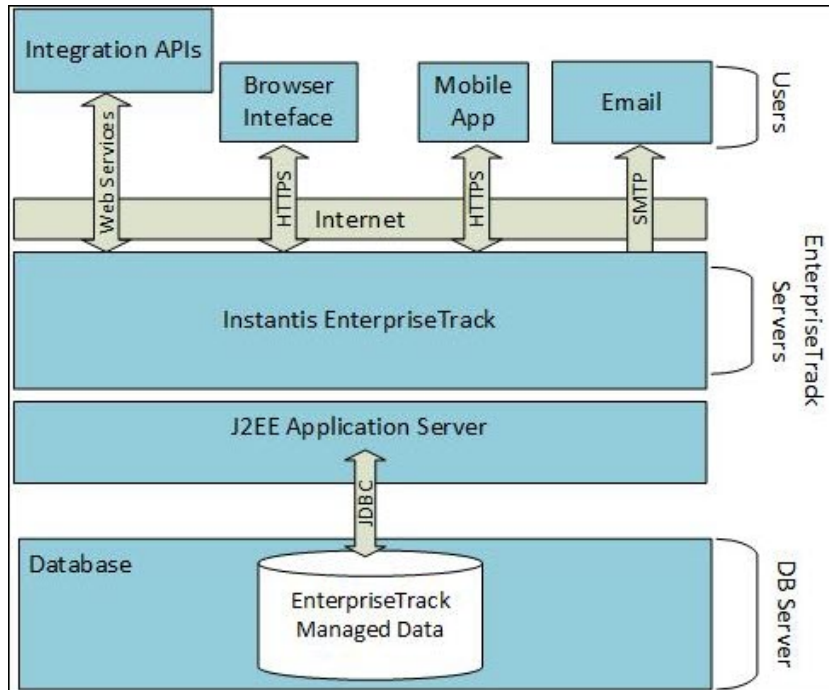 Integration APIs
Browser
Inteface
Mobile
App
Email
Users
Web Services
HTTPS
HTTPS
SMTP
Internet
Instantis EnterpriseTrack
EnterpriseTrack
Servers
J2EE Application Server
JDBC
Database
EnterpriseTrack
Managed Data
DB Server